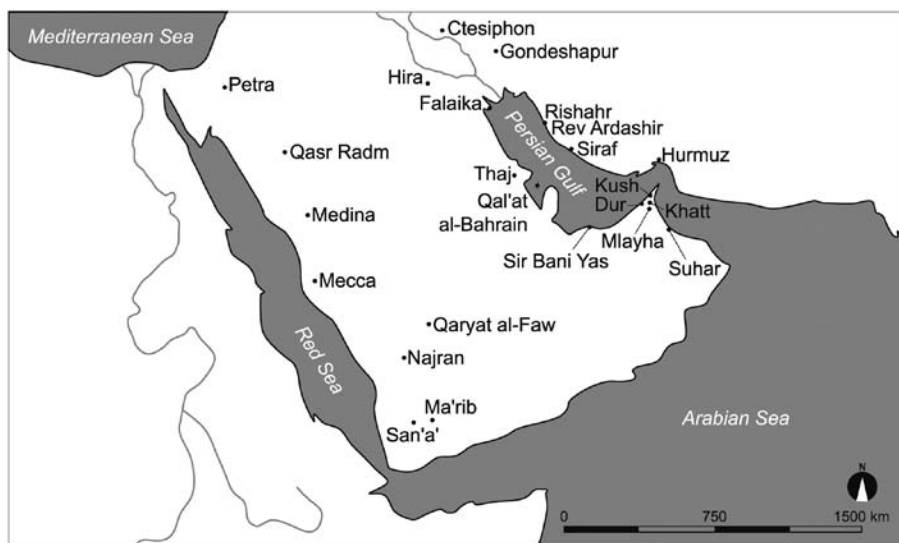 Mediterranean Sea
Ctesiphon
Gondeshapur
Petra
Hira
Falaika
Rishahr
Rev Ardashir
Siraf
Persian Gulf
Hurmuz
Qasr Radm
Thaj
Kush
Qal'at
al-Bahrain
Dur
Khatt
Medina
Mlayha
Sir Bani Yas
Suhar
Mecca
Qaryat al-Faw
Red Sea
Najran
Ma'rib
San'a'
Arabian Sea
N
0 750 1500 km